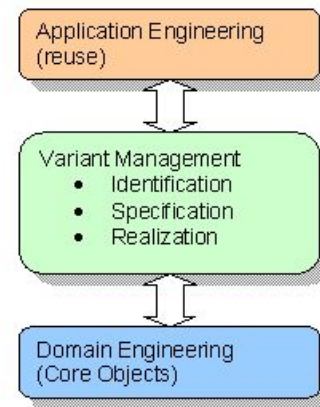 Application Engineering
(reuse)
Variant Management
• Identification
• Specification
• Realization
Domain Engineering
(Core Objects)